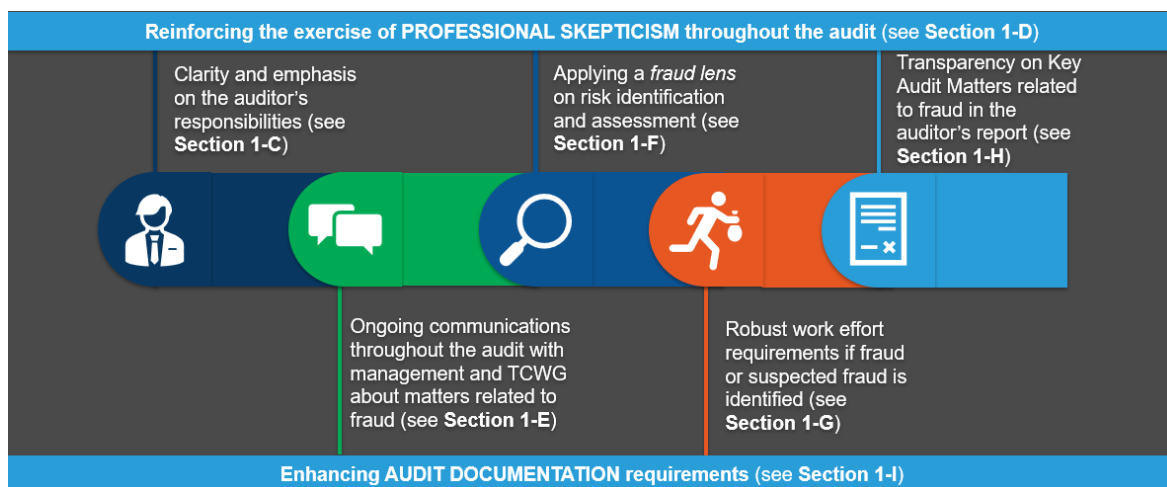 Reinforcing the exercise of PROFESSIONAL SKEPTICISM throughout the audit (see Section 1-D)
Clarity and emphasis
on the auditor's
responsibilities (see
Section 1-C)
Applying a fraud lens
on risk identification
and assessment (see
Section 1-F)
Transparency on Key
Audit Matters related
to fraud in the
auditor's report (see
Section 1-H)
Ongoing communications
throughout the audit with
management and TCWG
about matters related to
fraud (see Section 1-E)
Robust work effort
requirements if fraud
or suspected fraud is
identified (see
Section 1-G)
Enhancing AUDIT DOCUMENTATION requirements (see Section 1-I)